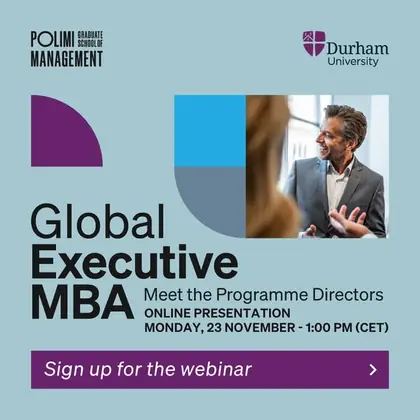 POLIMI GRADUATE SCHOOL OF MANAGEMENT
Durham
University
Global
Executive
MBA
Meet the Programme Directors
ONLINE PRESENTATION
MONDAY, 23 NOVEMBER - 1:00 PM (CET)
Sign up for the webinar